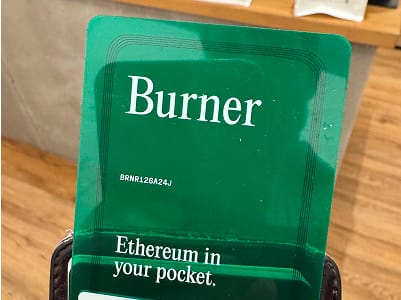 Burner
BRNR128A24J
Ethereum in
your pocket.